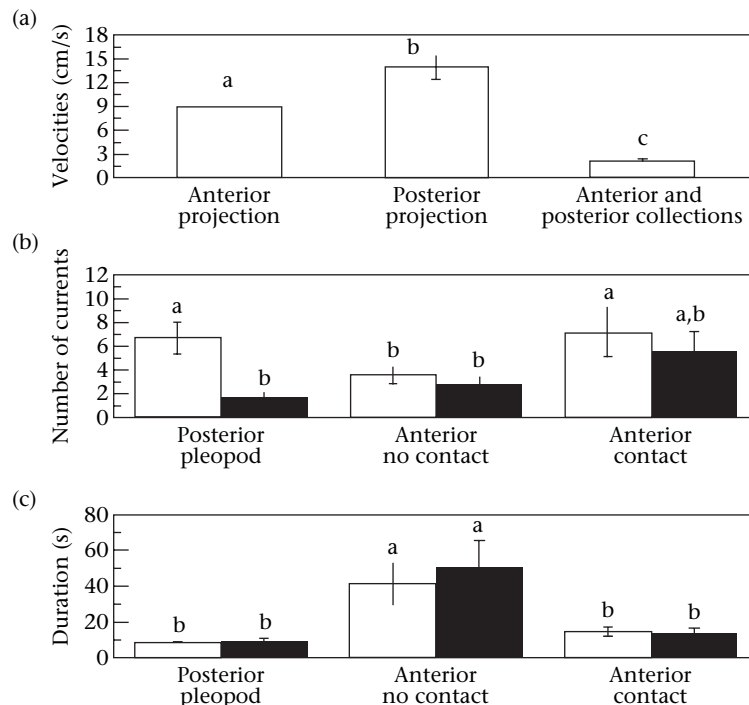 (a)
Velocities (cm/s)
18
15
12
9
6
3
0
a
b
c
Anterior
projection
Posterior
projection
Anterior and
posterior collections
(b)
Number of currents
12
10
8
6
4
2
0
a
b
b
b
a
a,b
Posterior
pleopod
Anterior
no contact
Anterior
contact
(c)
Duration (s)
80
60
40
20
0
b
b
a
a
b
b
Posterior
pleopod
Anterior
no contact
Anterior
contact